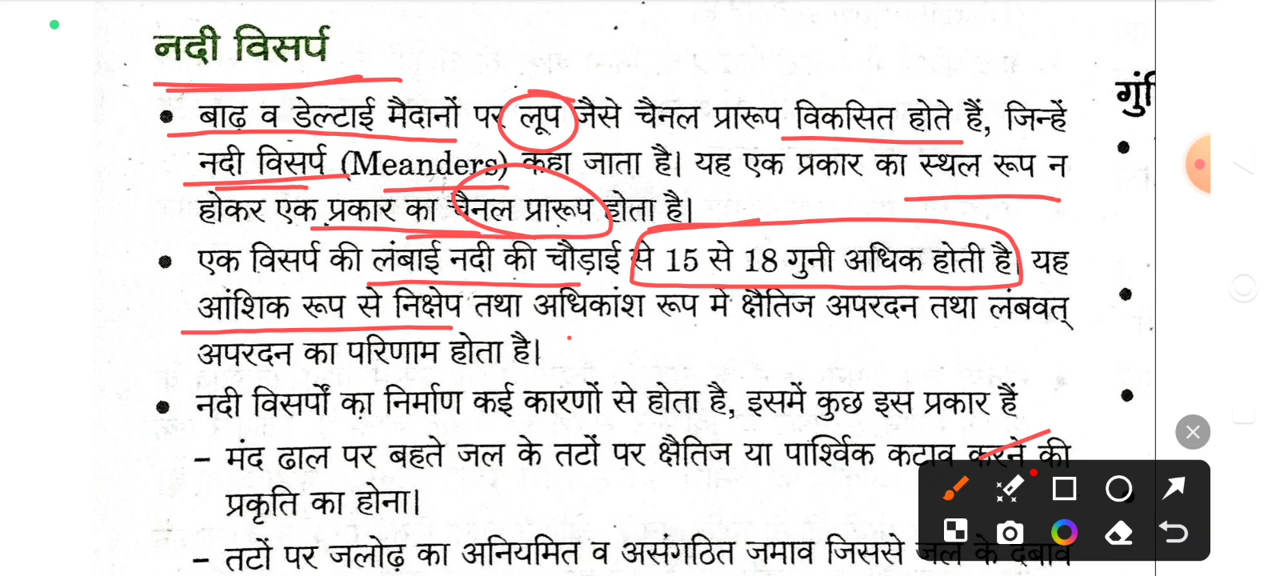 नदी विसर्प
• बाढ़ व डेल्टाई मैदानों पर लूप जैसे चैनल प्रारूप विकसित होते हैं, जिन्हें
नदी विसर्प (Meanders) कहा जाता है। यह एक प्रकार का स्थल रूप न
होकर एक प्रकार का चैनल प्रारूप होता है।
• एक विसर्प की लंबाई नदी की चौड़ाई से 15 से 18 गुनी अधिक होती है। यह
आंशिक रूप से निक्षेप तथा अधिकांश रूप मे क्षैतिज अपरदन तथा लंबवत्
अपरदन का परिणाम होता है।
• नदी विसर्पों का निर्माण कई कारणों से होता है, इसमें कुछ इस प्रकार हैं
– मंद ढाल पर बहते जल के तटों पर क्षैतिज या पार्श्विक कटाव करने की
प्रकृति का होना।
– तटों पर जलोढ़ का अनियमित व असंगठित जमाव जिससे जल के दबाव